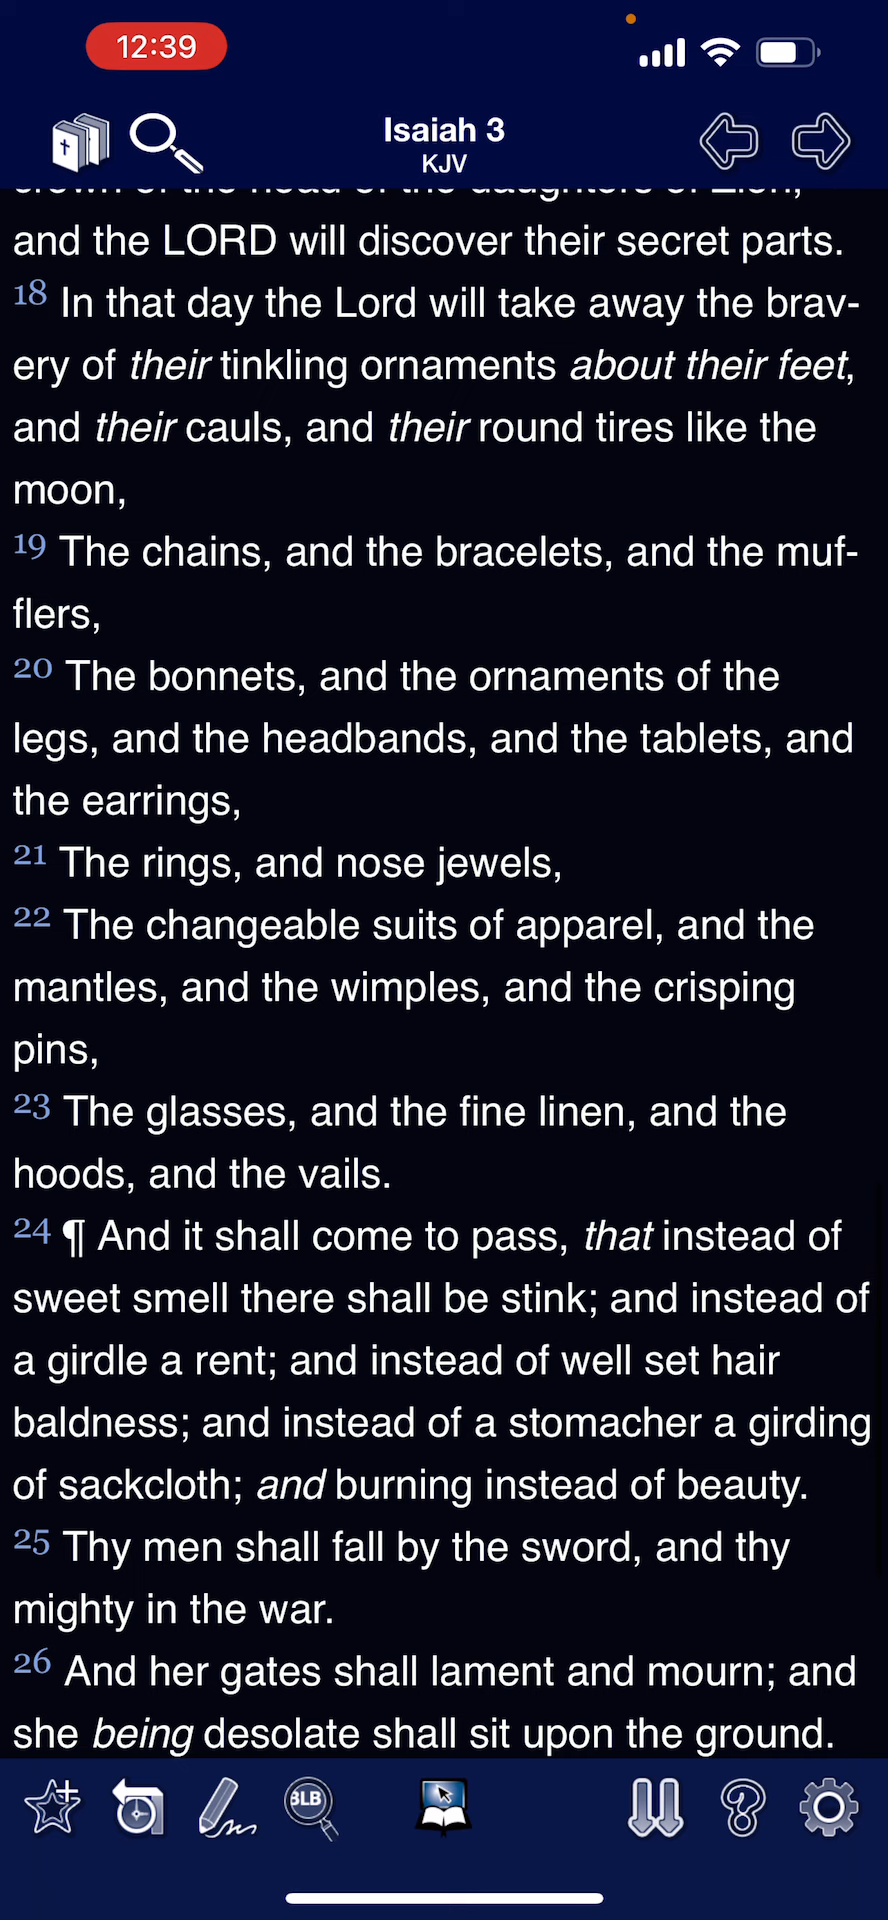 12:39
Isaiah 3
KJV
crown of the head of the daughters of Zion,
and the LORD will discover their secret parts.
18 In that day the Lord will take away the brav-
ery of their tinkling ornaments about their feet,
and their cauls, and their round tires like the
moon,
19 The chains, and the bracelets, and the muf-
flers,
20 The bonnets, and the ornaments of the
legs, and the headbands, and the tablets, and
the earrings,
21 The rings, and nose jewels,
22 The changeable suits of apparel, and the
mantles, and the wimples, and the crisping
pins,
23 The glasses, and the fine linen, and the
hoods, and the vails.
24 ¶ And it shall come to pass, that instead of
sweet smell there shall be stink; and instead of
a girdle a rent; and instead of well set hair
baldness; and instead of a stomacher a girding
of sackcloth; and burning instead of beauty.
25 Thy men shall fall by the sword, and thy
mighty in the war.
26 And her gates shall lament and mourn; and
she being desolate shall sit upon the ground.
BLB